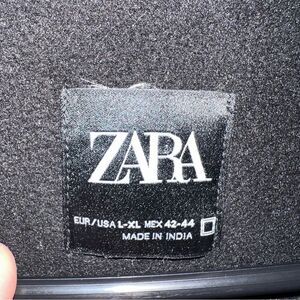 ZARA
EUR/USA L-XL MEX 42-44
MADE IN INDIA